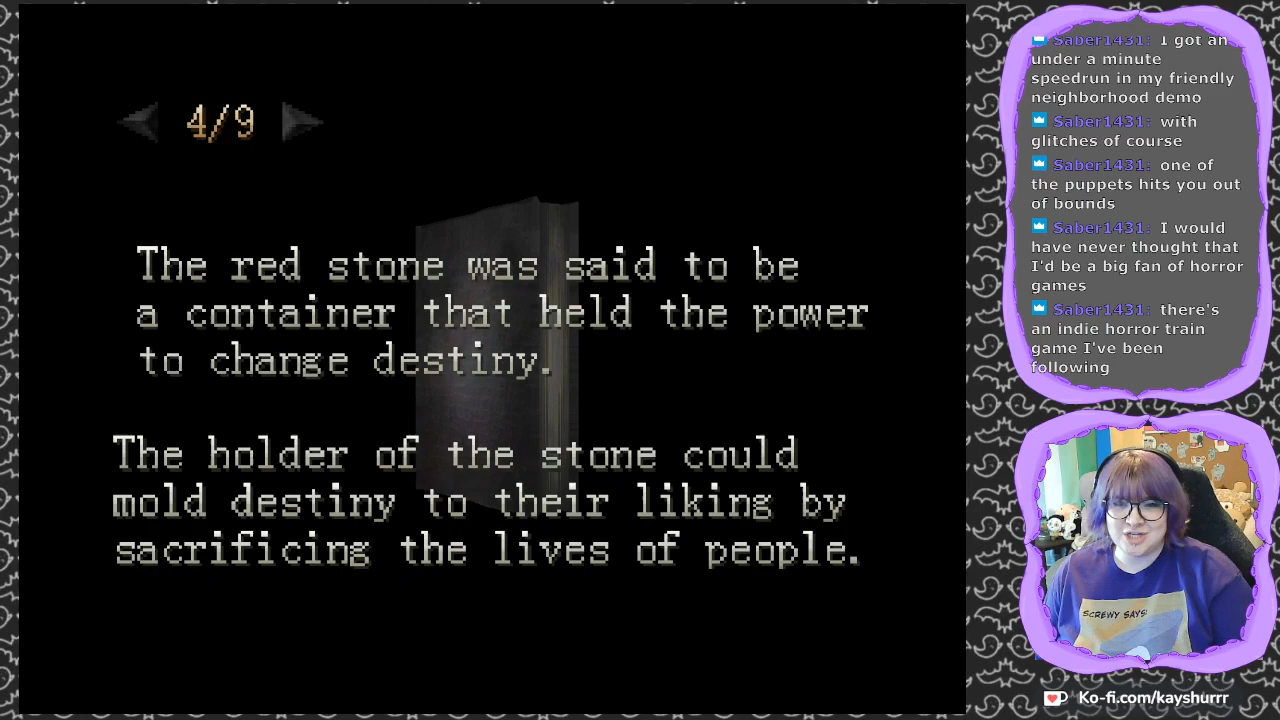 4/9
The red stone was said to be
a container that held the power
to change destiny.
The holder of the stone could
mold destiny to their liking by
sacrificing the lives of people.
Saber1431: I got an
under a minute
speedrun in my friendly
neighborhood demo
Saber1431: with
glitches of course
Saber1431: one of
the puppets hits you out
of bounds
Saber1431: I would
have never thought that
I'd be a big fan of horror
games
Saber1431: there's
an indie horror train
game I've been
following
SCREWY SAYS
Ko-fi.com/kayshurrr